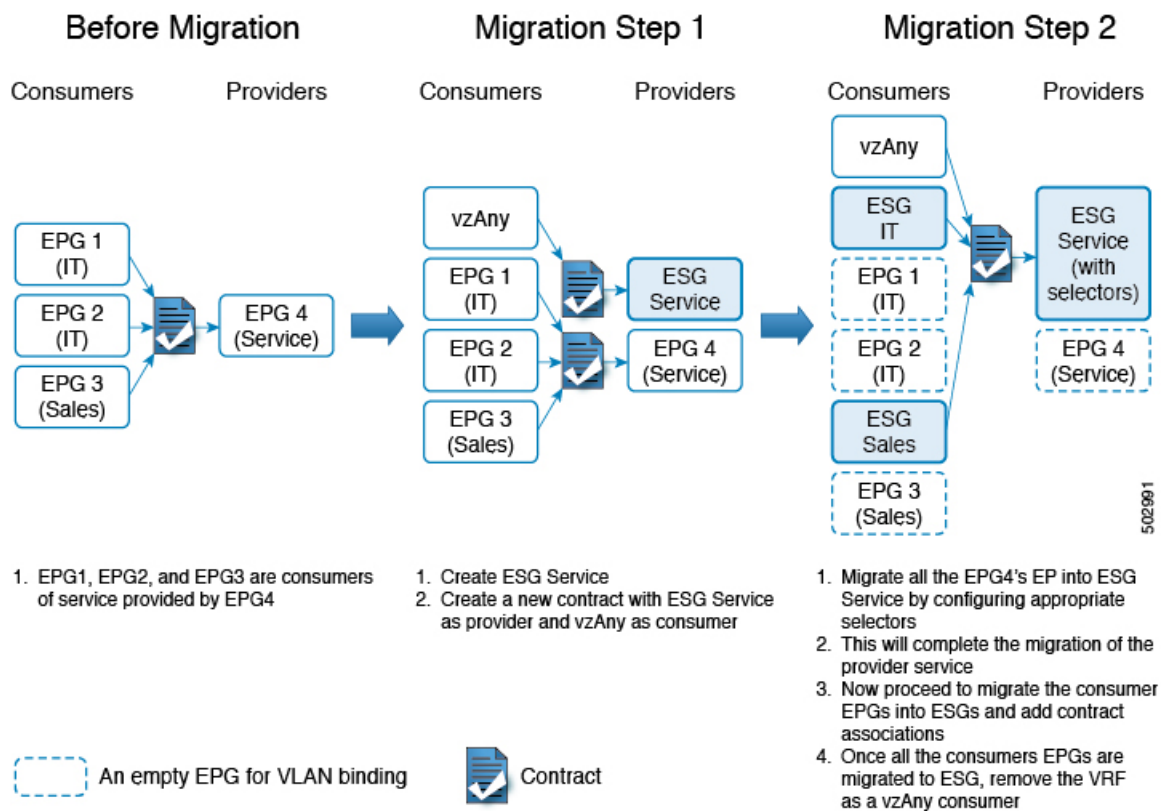 Before Migration
Consumers
Providers
EPG 1
(IT)
EPG 2
(IT)
EPG 3
(Sales)
EPG 4
(Service)
1. EPG1, EPG2, and EPG3 are consumers
of service provided by EPG4
Migration Step 1
Consumers
Providers
vzAny
EPG 1
(IT)
EPG 2
(IT)
EPG 3
(Sales)
ESG
Service
EPG 4
(Service)
1. Create ESG Service
2. Create a new contract with ESG Service
as provider and vzAny as consumer
Migration Step 2
Consumers
Providers
vzAny
ESG
IT
EPG 1
(IT)
EPG 2
(IT)
ESG
Sales
EPG 3
(Sales)
ESG
Service
(with
selectors)
EPG 4
(Service)
502991
1. Migrate all the EPG4's EP into ESG
Service by configuring appropriate
selectors
2. This will complete the migration of the
provider service
3. Now proceed to migrate the consumer
EPGs into ESGs and add contract
associations
4. Once all the consumers EPGs are
migrated to ESG, remove the VRF
as a vzAny consumer
An empty EPG for VLAN binding
Contract